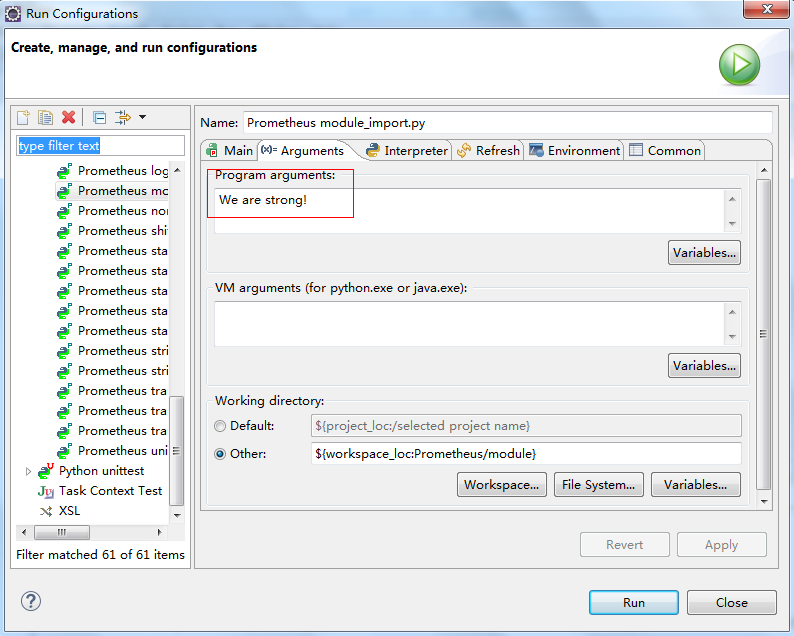 Run Configurations
Create, manage, and run configurations
type filter text
Prometheus log
Prometheus mc
Prometheus nor
Prometheus shi
Prometheus sta
Prometheus sta
Prometheus sta
Prometheus sta
Prometheus sta
Prometheus stri
Prometheus stri
Prometheus tra
Prometheus tra
Prometheus tra
Prometheus uni
Python unittest
Task Context Test
XSL
Filter matched 61 of 61 items
Name: Prometheus module_import.py
Main (x)= Arguments Interpreter Refresh Environment Common
Program arguments:
We are strong!
Variables...
VM arguments (for python.exe or java.exe):
Variables...
Working directory:
Default: ${project_loc:/selected project name}
Other: ${workspace_loc:Prometheus/module}
Workspace... File System... Variables...
Revert Apply
? Run Close